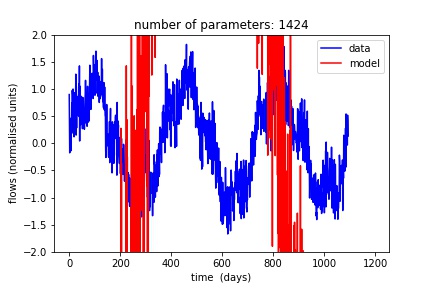 number of parameters: 1424
data
model
flows (normalised units)
2.0
1.5
1.0
0.5
0.0
−0.5
−1.0
−1.5
−2.0
0 200 400 600 800 1000 1200
time (days)